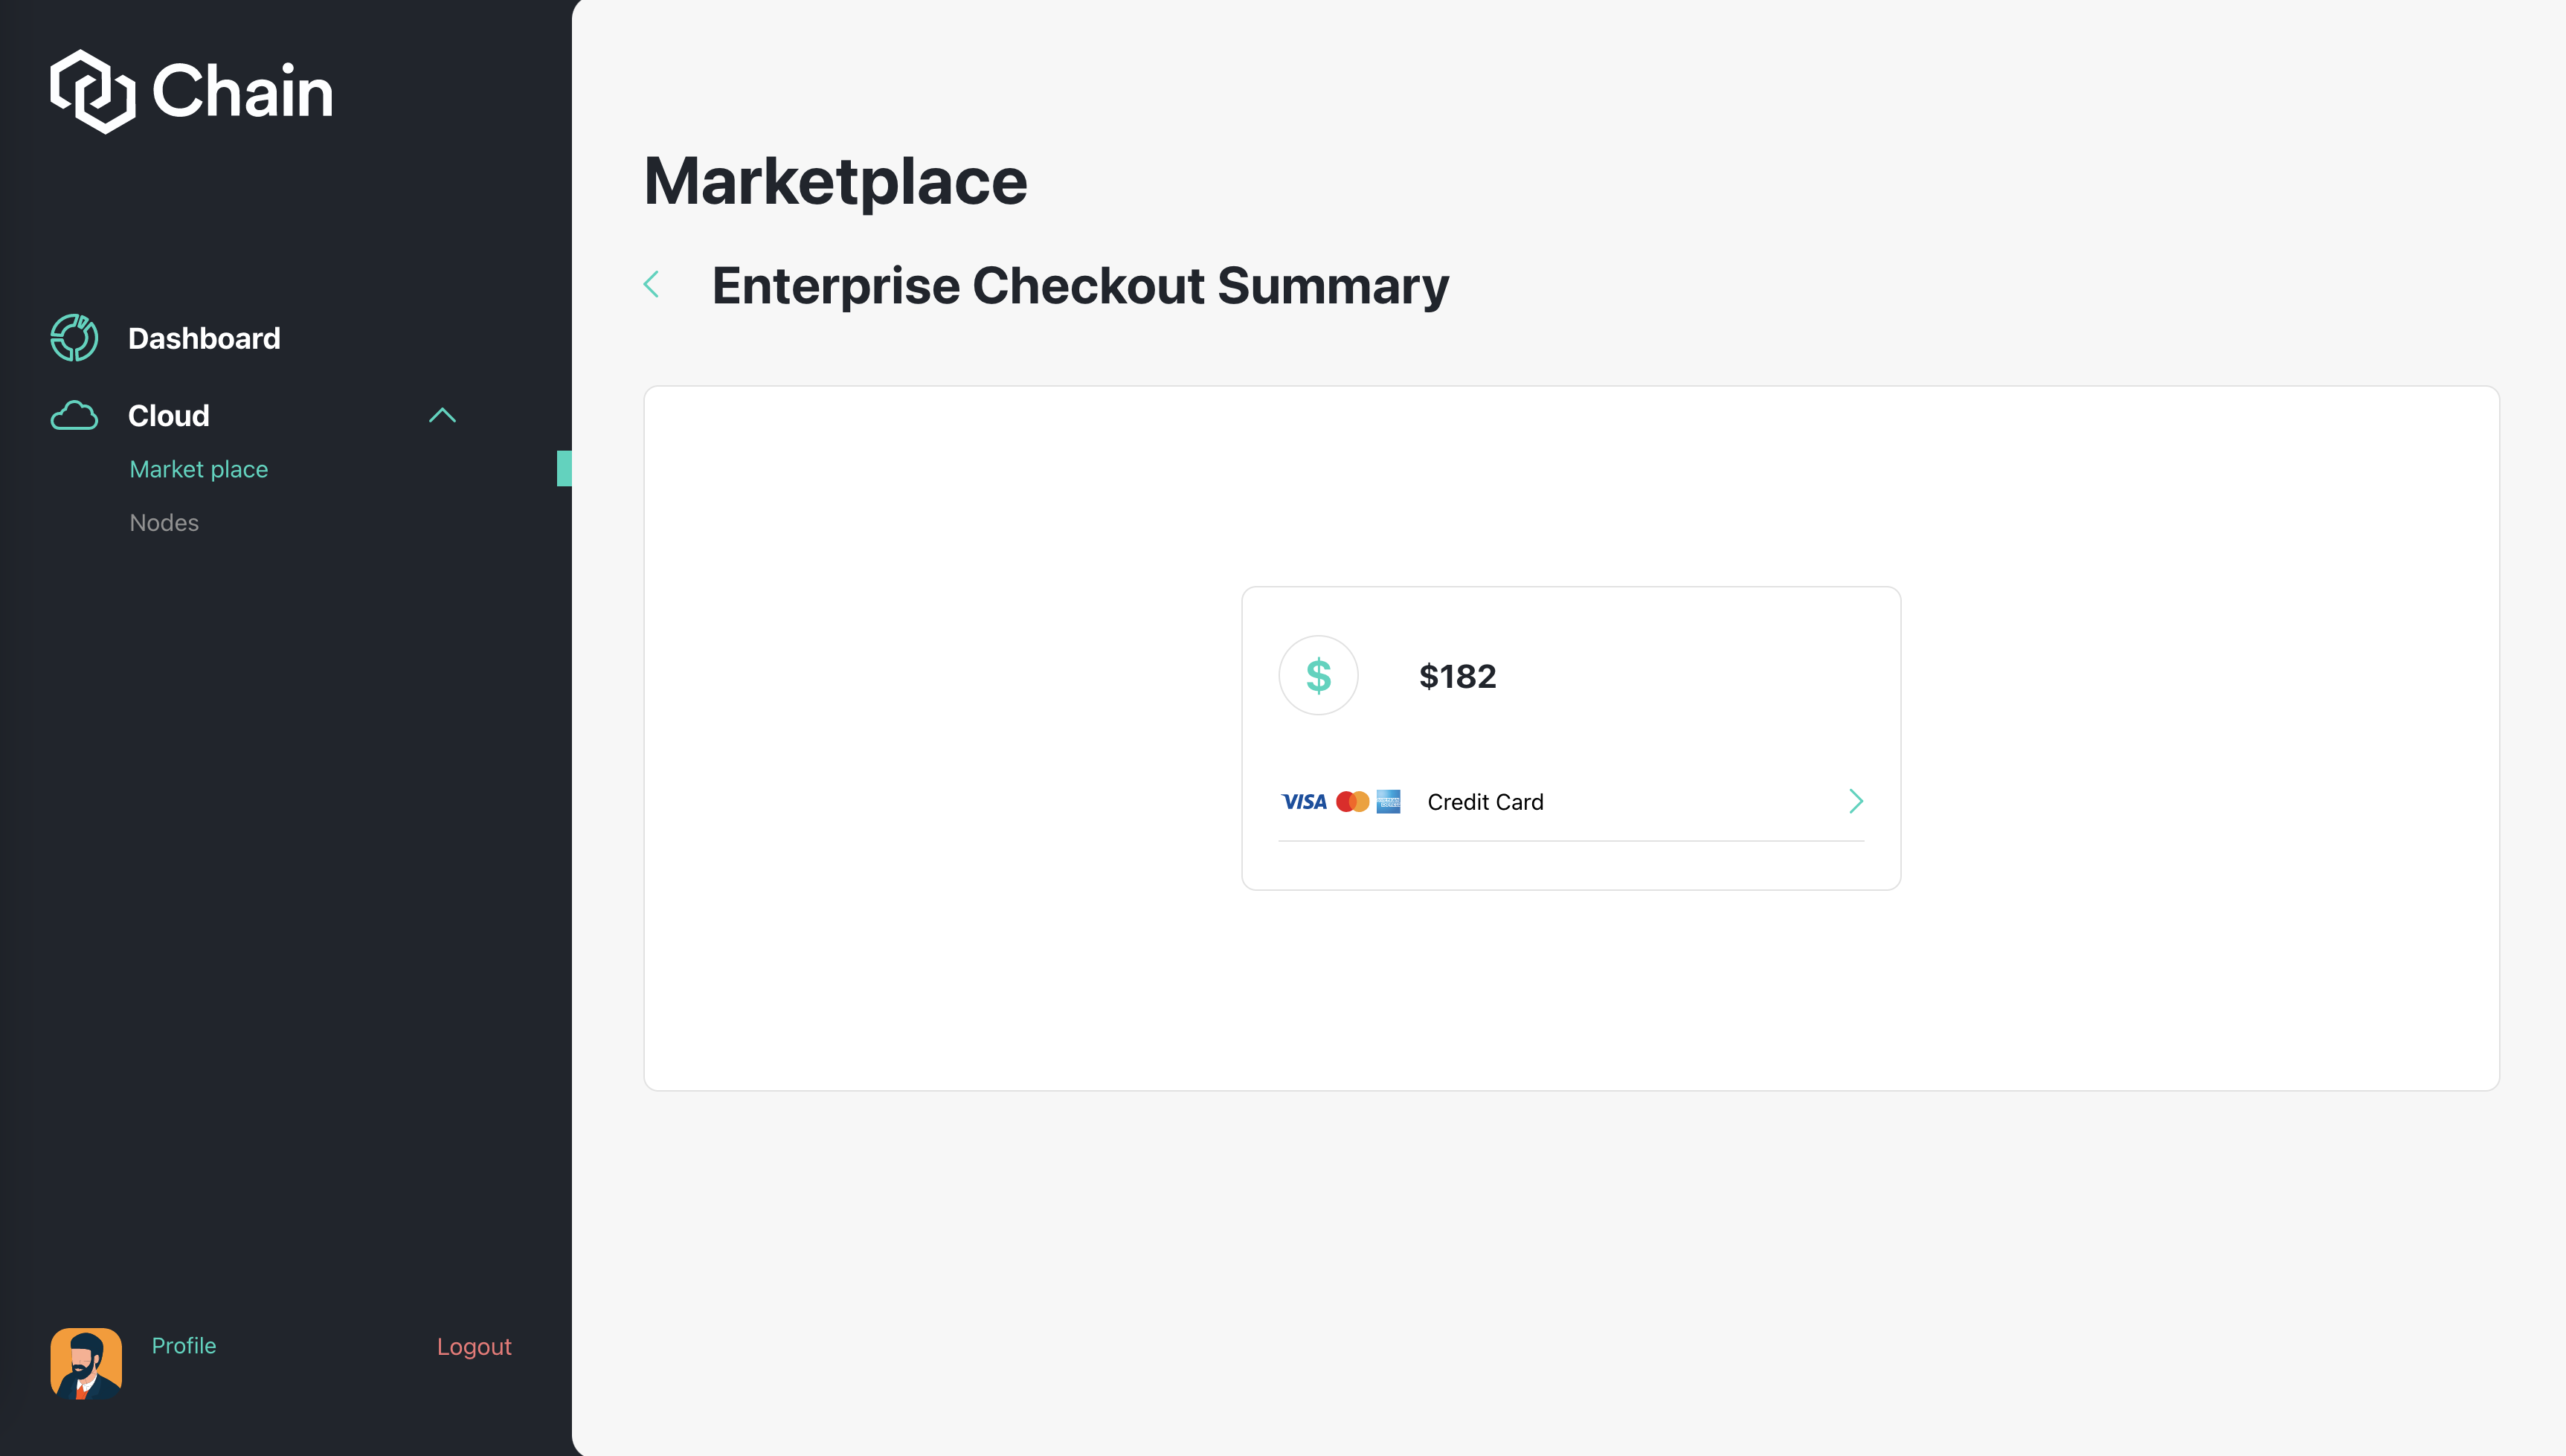 Chain
Dashboard
Cloud
Market place
Nodes
Profile
Logout
Marketplace
Enterprise Checkout Summary
$
$182
VISA
Credit Card